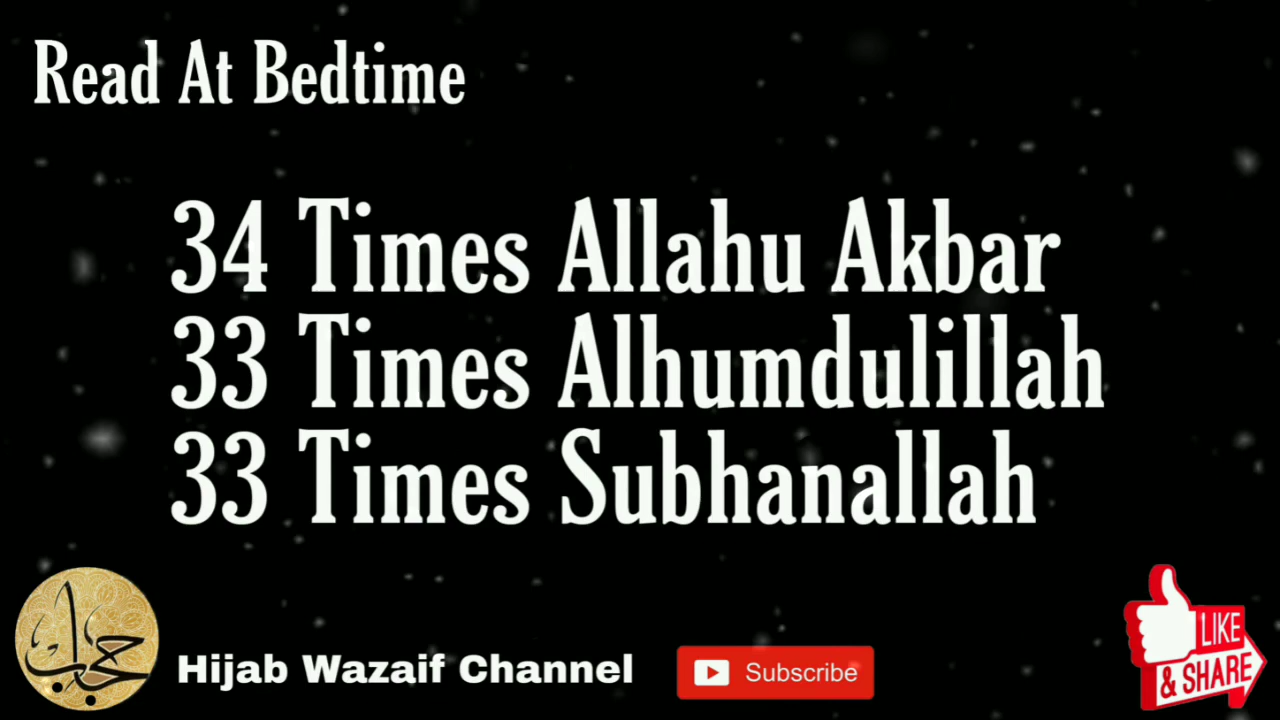 Read At Bedtime
34 Times Allahu Akbar
33 Times Alhumdulillah
33 Times Subhanallah
حجاب
Hijab Wazaif Channel
Subscribe
LIKE
& SHARE